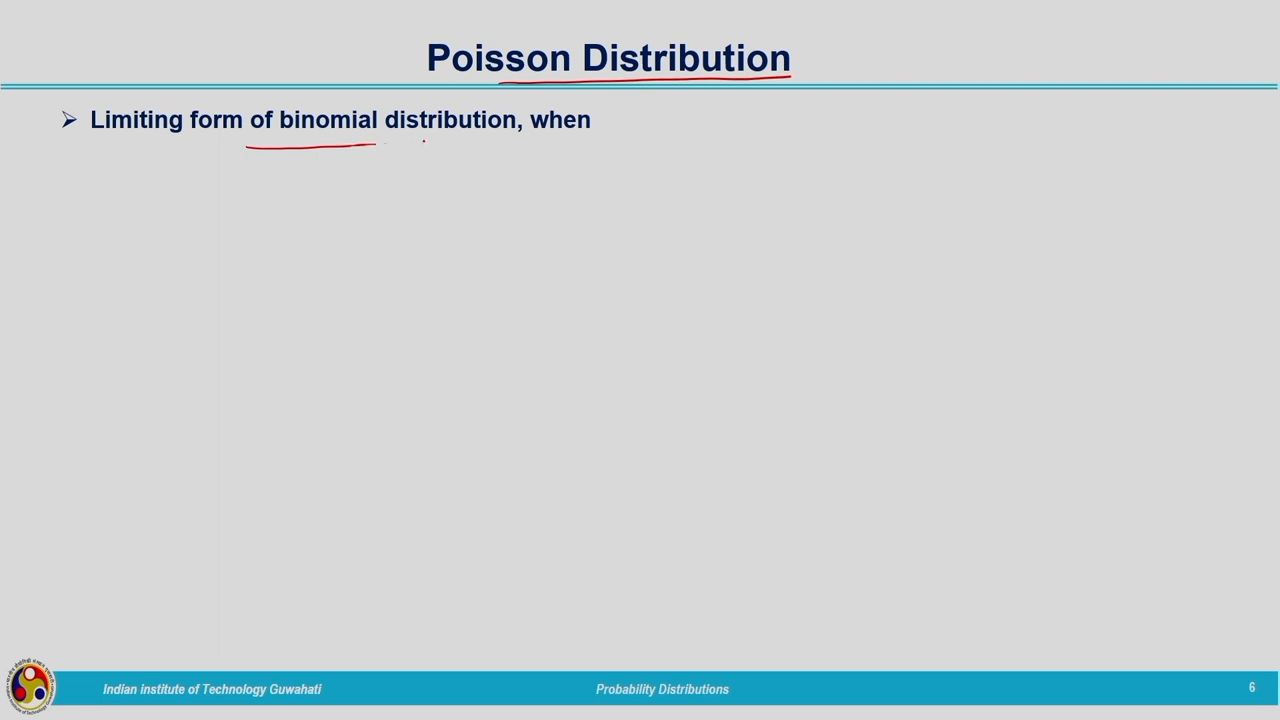 Poisson Distribution
➢ Limiting form of binomial distribution, when
Indian institute of Technology Guwahati
Probability Distributions
6